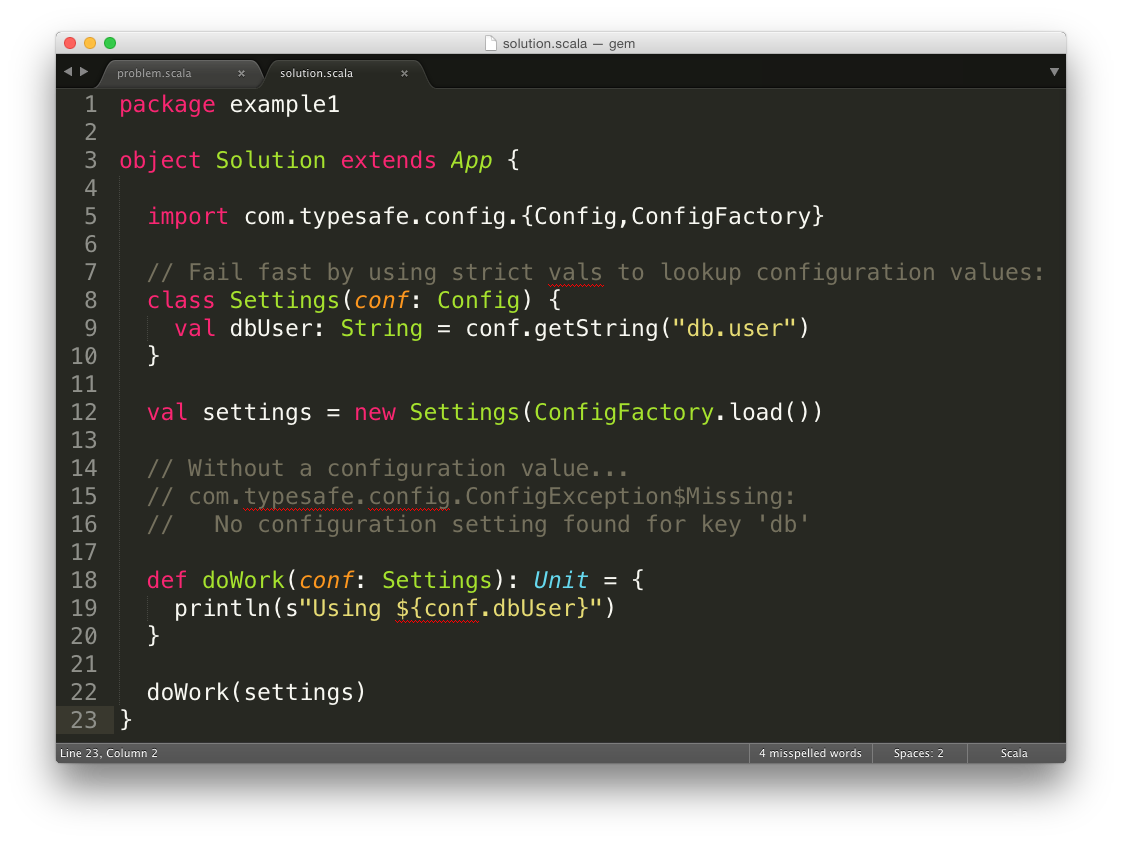 solution.scala — gem
problem.scala × solution.scala ×
1 package example1
2
3 object Solution extends App {
4
5   import com.typesafe.config.{Config,ConfigFactory}
6
7   // Fail fast by using strict vals to lookup configuration values:
8   class Settings(conf: Config) {
9     val dbUser: String = conf.getString("db.user")
10   }
11
12   val settings = new Settings(ConfigFactory.load())
13
14   // Without a configuration value...
15   // com.typesafe.config.ConfigException$Missing:
16   //   No configuration setting found for key 'db'
17
18   def doWork(conf: Settings): Unit = {
19     println(s"Using ${conf.dbUser}")
20   }
21
22   doWork(settings)
23 }
Line 23, Column 2 4 misspelled words Spaces: 2 Scala